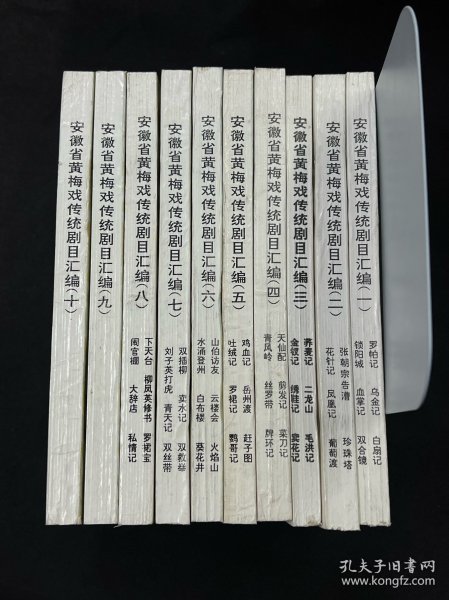 安徽省黄梅戏传统剧目汇编(一)
罗帕记 乌金记 白扇记
锁阳城 血掌记 双合镜
安徽省黄梅戏传统剧目汇编(二)
张朝宗告漕 珍珠塔
花针记 凤凰记 葡萄渡
安徽省黄梅戏传统剧目汇编(三)
荞麦记 二龙山 毛洪记
金钗记 绣鞋记 卖花记
安徽省黄梅戏传统剧目汇编(四)
天仙配 剪发记 菜刀记
青风岭 丝罗带 牌环记
安徽省黄梅戏传统剧目汇编(五)
鸡血记 岳州渡 赶子图
吐绒记 罗裙记 鹦哥记
安徽省黄梅戏传统剧目汇编(六)
山伯访友 云楼会 火焰山
水涌登州 白布楼 葵花井
安徽省黄梅戏传统剧目汇编(七)
双插柳 卖水记 双救举
刘子英打虎 青天记 双丝带
安徽省黄梅戏传统剧目汇编(八)
下天台 柳凤英修书 罗裙宝
闹官棚 大辞店 私情记
安徽省黄梅戏传统剧目汇编(九)
安徽省黄梅戏传统剧目汇编(十)
孔夫子旧书网
www.kongfz.com